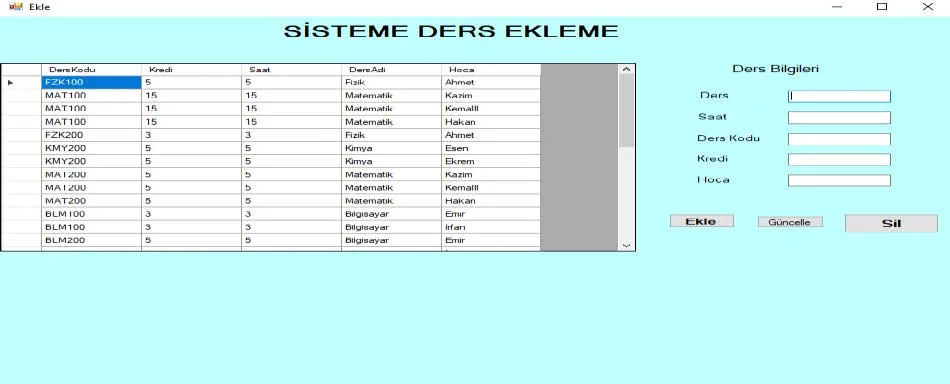 Ekle
SİSTEME DERS EKLEME
DersKodu Kredi Saat DersAdi Hoca
FZK100 5 5 Fizik Ahmet
MAT100 15 15 Matematik Kazim
MAT100 15 15 Matematik Kemalll
MAT100 15 15 Matematik Hakan
FZK200 3 3 Fizik Ahmet
KMY200 5 5 Kimya Esen
KMY200 5 5 Kimya Ekrem
MAT200 5 5 Matematik Kazim
MAT200 5 5 Matematik Kemalll
MAT200 5 5 Matematik Hakan
BLM100 3 3 Bilgisayar Emir
BLM100 3 3 Bilgisayar İrfan
BLM200 5 5 Bilgisayar Emir
Ders Bilgileri
Ders
Saat
Ders Kodu
Kredi
Hoca
Ekle Güncelle Sil